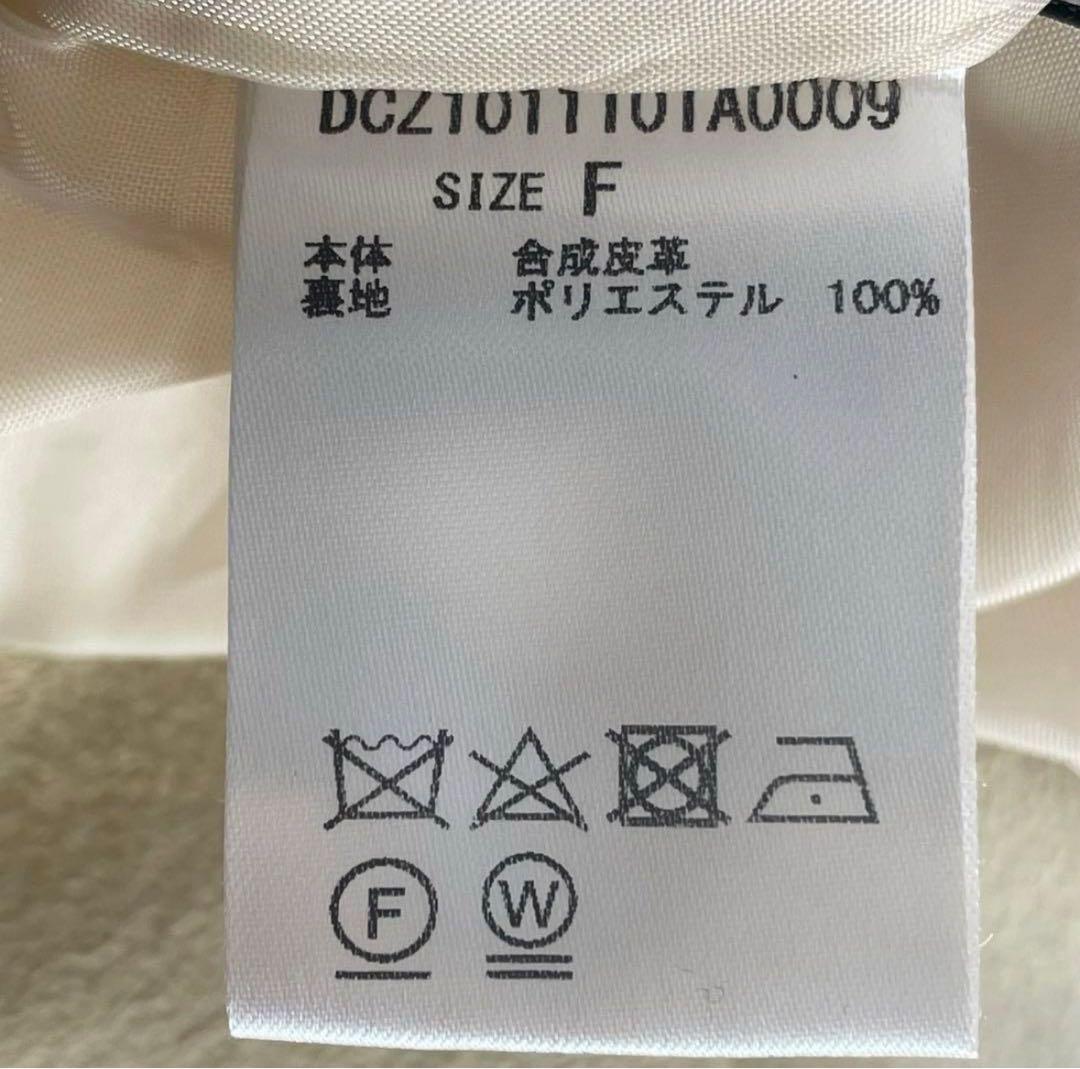 DCZ1011101A0009
SIZE F
本体 合成皮革
裏地 ポリエステル 100%
F W